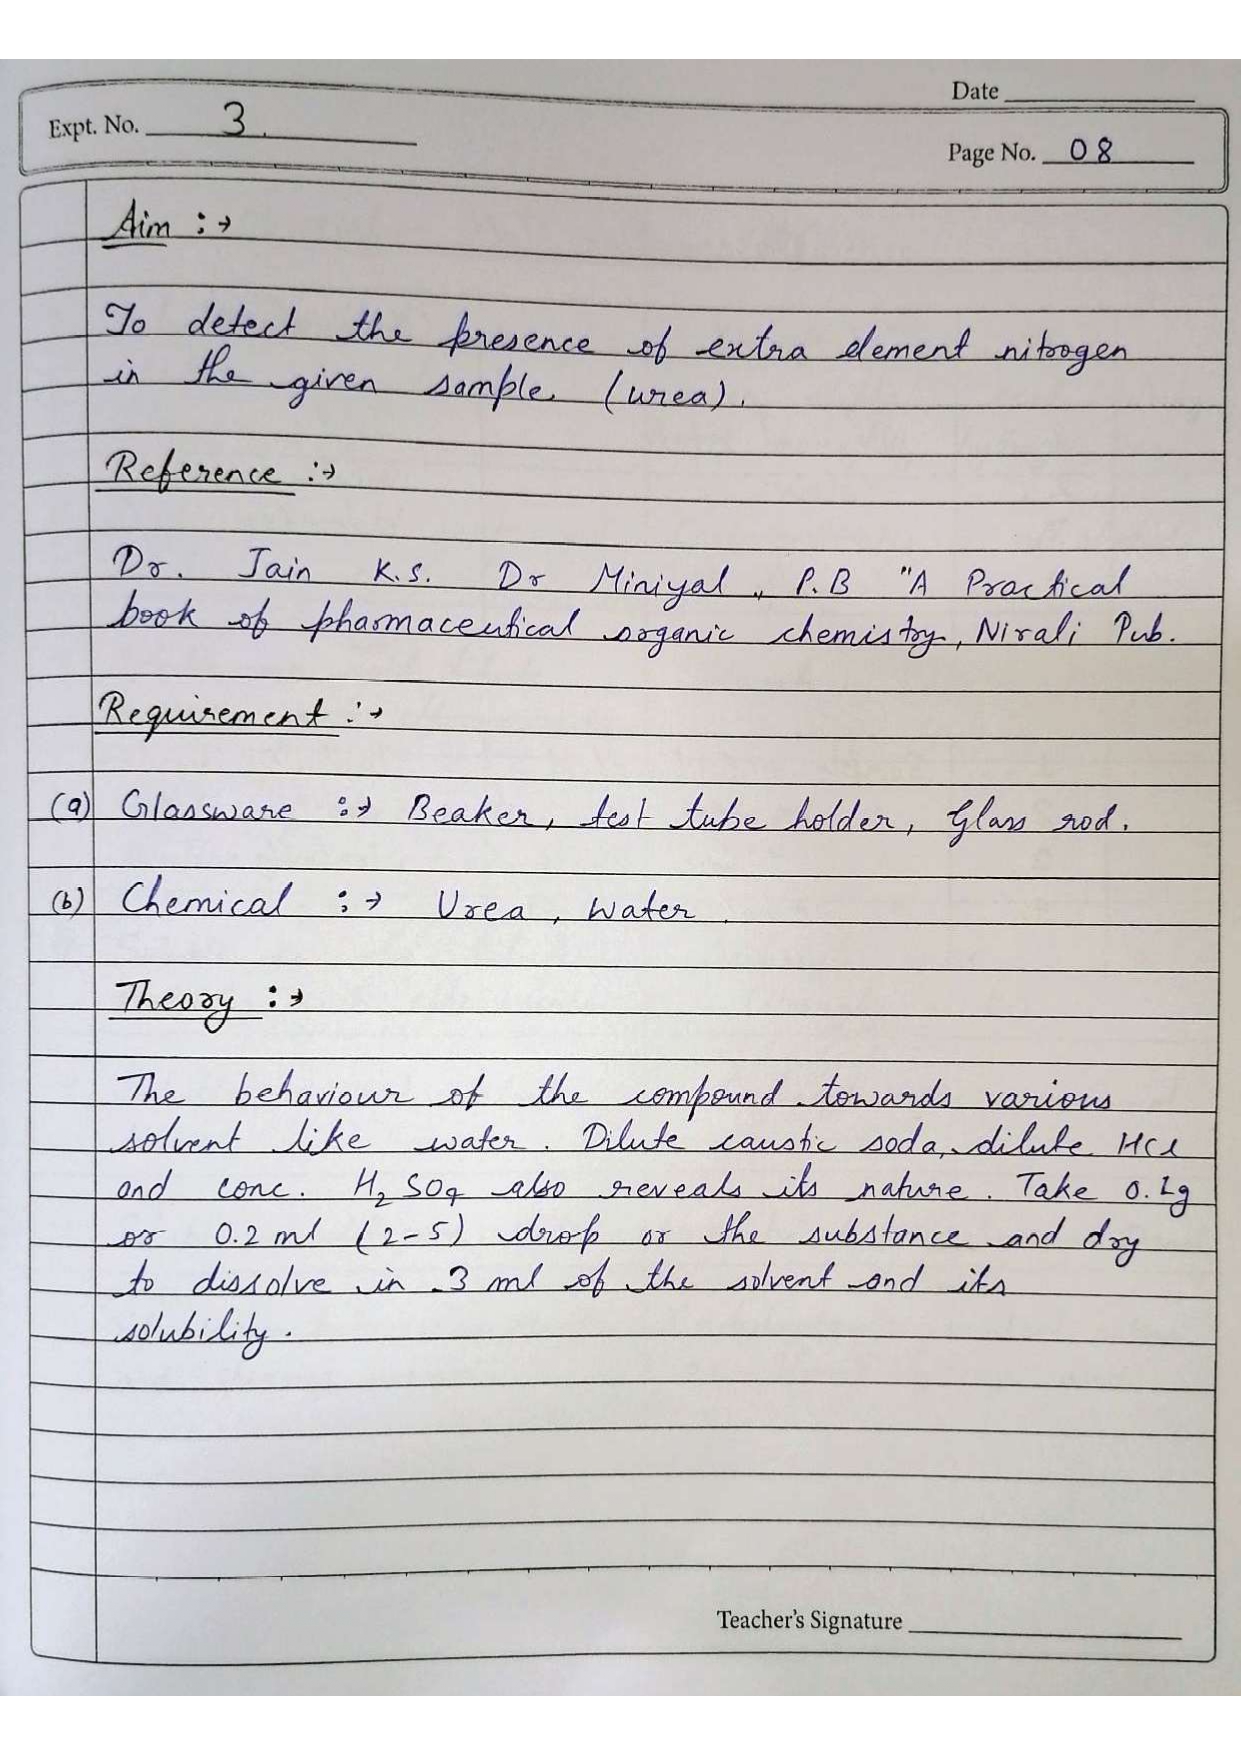 Date
Expt. No. 3.
Page No. 08
Aim :→
To detect the presence of extra element nitrogen
in the given sample. (urea).
Reference :→
Dr. Jain K.S. Dr Miniyal, P.B "A Practical
book of pharmaceutical organic chemistry, Nirali Pub.
Requirement :→
(a) Glassware :→ Beaker, test tube holder, Glass rod.
(b) Chemical :→ Urea, Water.
Theory :→
The behaviour of the compound towards various
solvent like water. Dilute caustic soda, dilute HCl
and conc. H₂SO₄ also reveals its nature. Take 0.1g
or 0.2 ml (2-5) drop or the substance and dry
to dissolve in 3 ml of the solvent and its
solubility.
Teacher's Signature